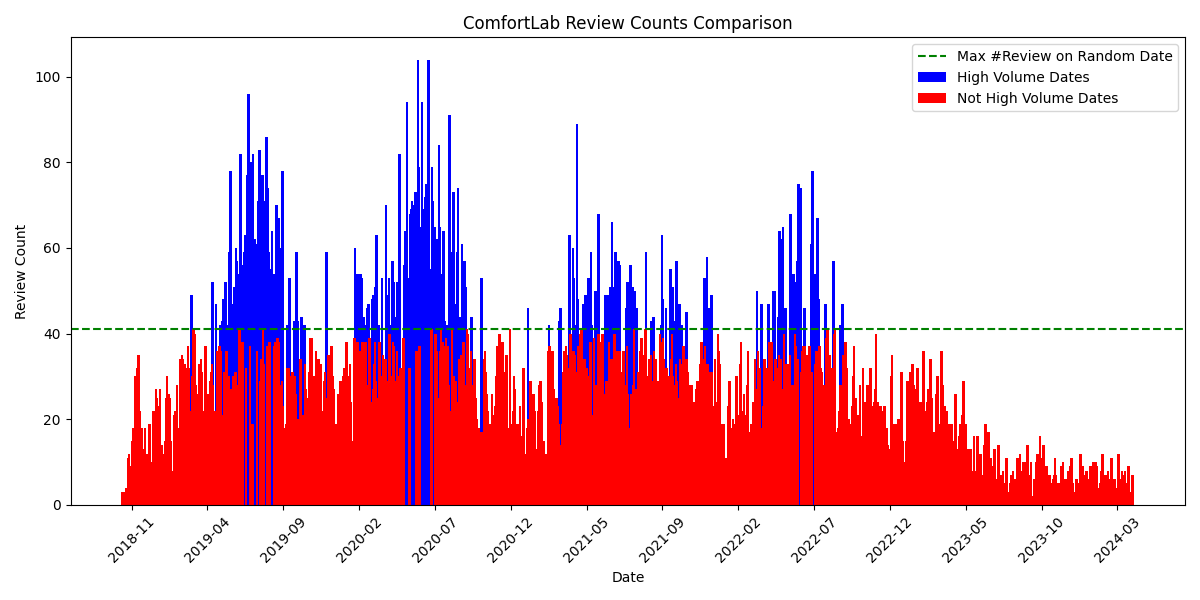 ComfortLab Review Counts Comparison
Max #Review on Random Date
High Volume Dates
Not High Volume Dates
Review Count
100
80
60
40
20
0
2018-11 2019-04 2019-09 2020-02 2020-07 2020-12 2021-05 2021-09 2022-02 2022-07 2022-12 2023-05 2023-10 2024-03
Date